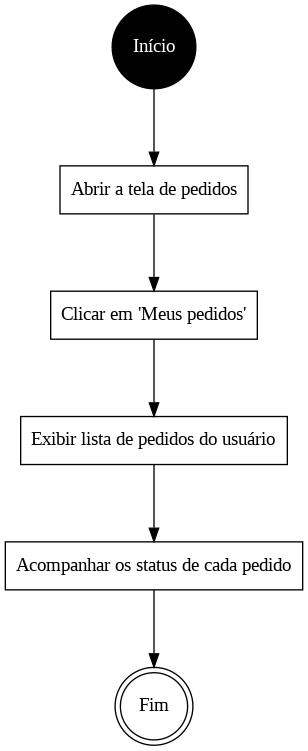 Início
Abrir a tela de pedidos
Clicar em 'Meus pedidos'
Exibir lista de pedidos do usuário
Acompanhar os status de cada pedido
Fim